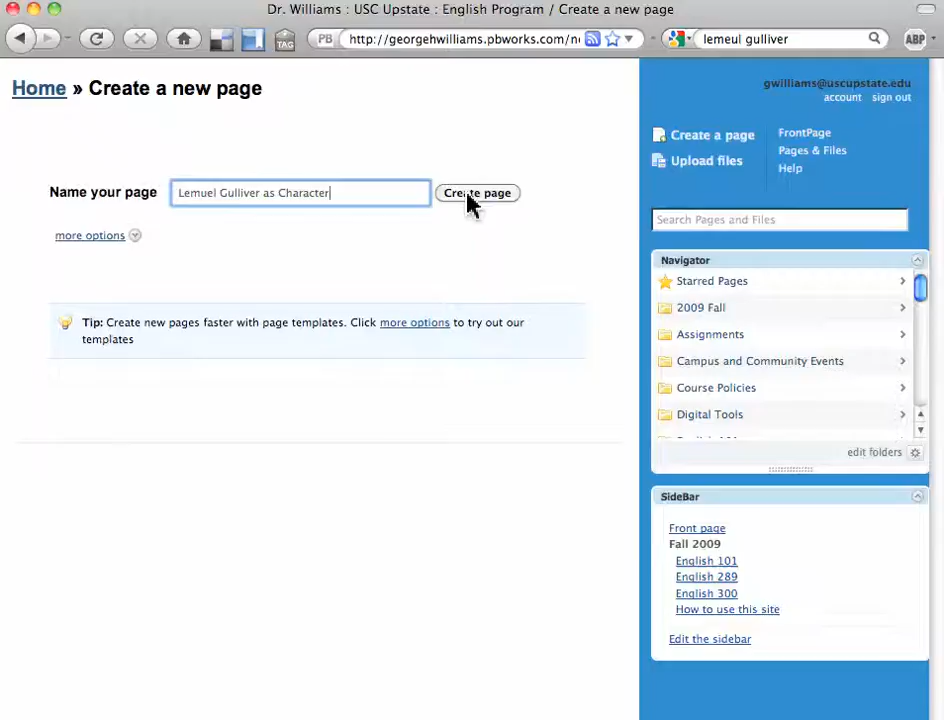 Dr. Williams : USC Upstate : English Program / Create a new page
PB http://georgehwilliams.pbworks.com/ne
lemeul gulliver
ABP
TAG
Home » Create a new page
Name your page Lemuel Gulliver as Character Create page
more options
Tip: Create new pages faster with page templates. Click more options to try out our
templates
gwilliams@uscupstate.edu
account sign out
Create a page
Upload files
FrontPage
Pages & Files
Help
Search Pages and Files
Navigator
Starred Pages
2009 Fall
Assignments
Campus and Community Events
Course Policies
Digital Tools
edit folders
SideBar
Front page
Fall 2009
English 101
English 289
English 300
How to use this site
Edit the sidebar